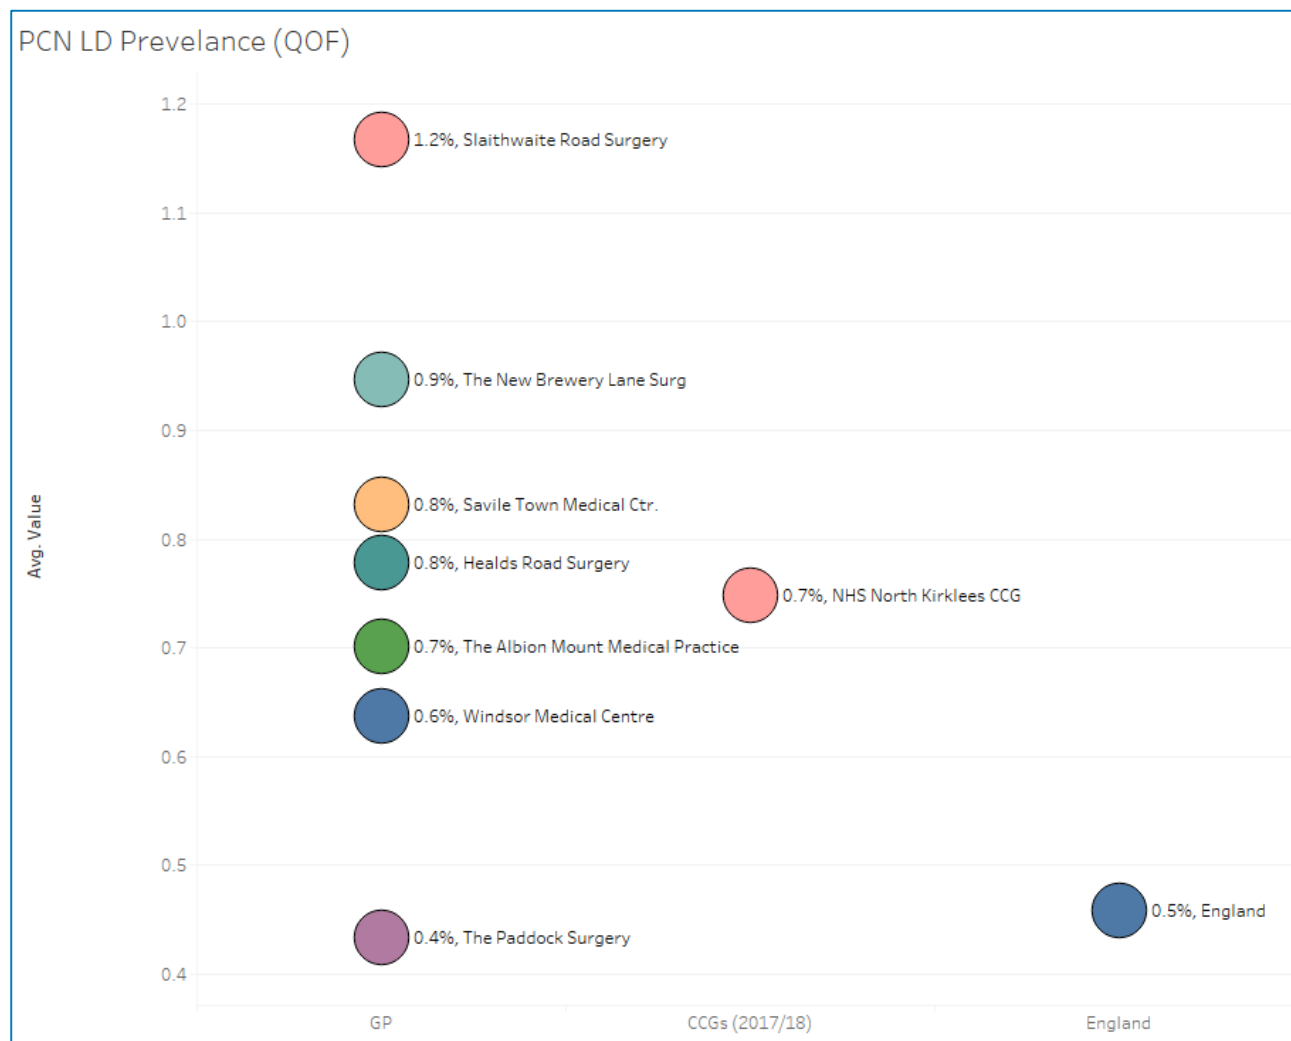 PCN LD Prevelance (QOF)
1.2
1.2%, Slaithwaite Road Surgery
1.1
1.0
0.9%, The New Brewery Lane Surg
0.9
0.8%, Savile Town Medical Ctr.
Avg. Value
0.8
0.8%, Healds Road Surgery
0.7%, NHS North Kirklees CCG
0.7
0.7%, The Albion Mount Medical Practice
0.6%, Windsor Medical Centre
0.6
0.5
0.5%, England
0.4%, The Paddock Surgery
0.4
GP
CCGs (2017/18)
England